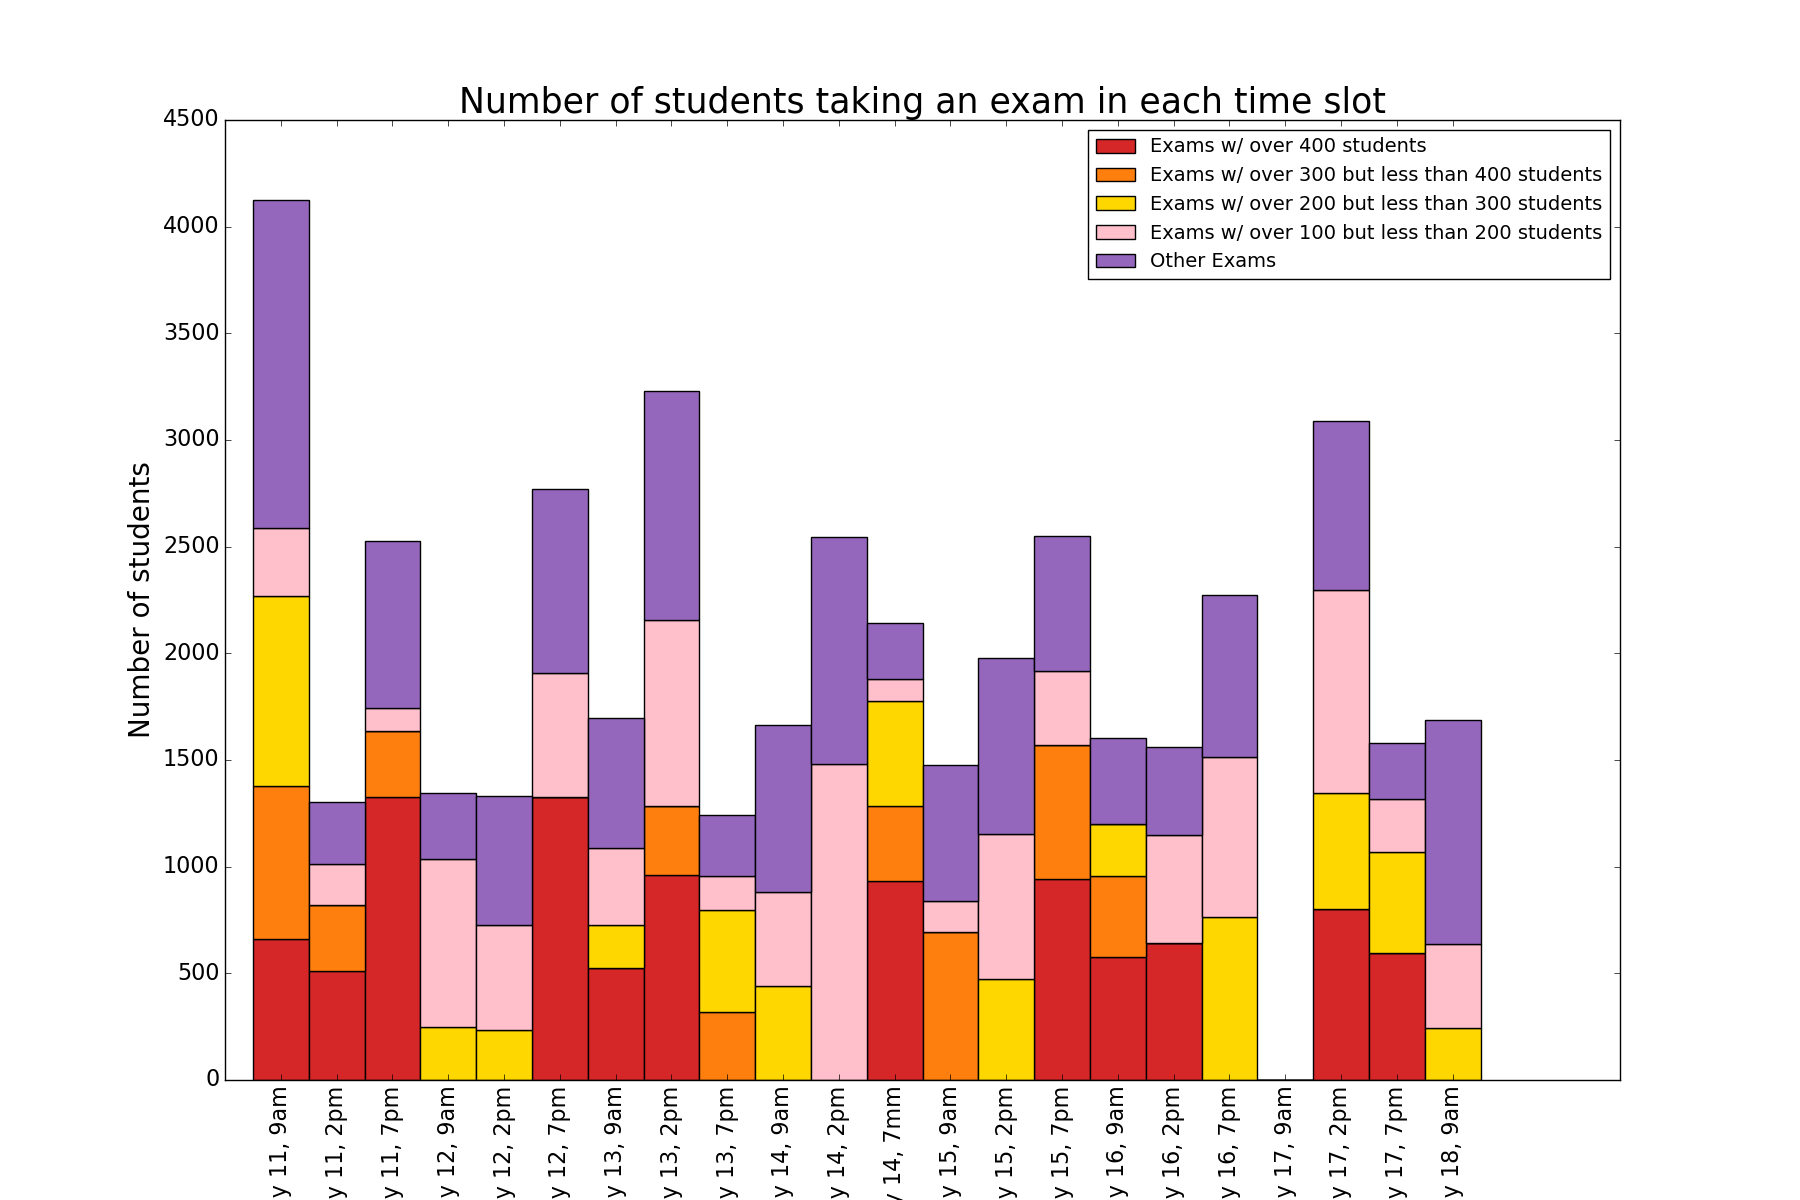 Number of students taking an exam in each time slot
Exams w/ over 400 students
Exams w/ over 300 but less than 400 students
Exams w/ over 200 but less than 300 students
Exams w/ over 100 but less than 200 students
Other Exams
Number of students
4500
4000
3500
3000
2500
2000
1500
1000
500
0
y 11, 9am
y 11, 2pm
y 11, 7pm
y 12, 9am
y 12, 2pm
y 12, 7pm
y 13, 9am
y 13, 2pm
y 13, 7pm
y 14, 9am
y 14, 2pm
y 14, 7mm
y 15, 9am
y 15, 2pm
y 15, 7pm
y 16, 9am
y 16, 2pm
y 16, 7pm
y 17, 9am
y 17, 2pm
y 17, 7pm
y 18, 9am